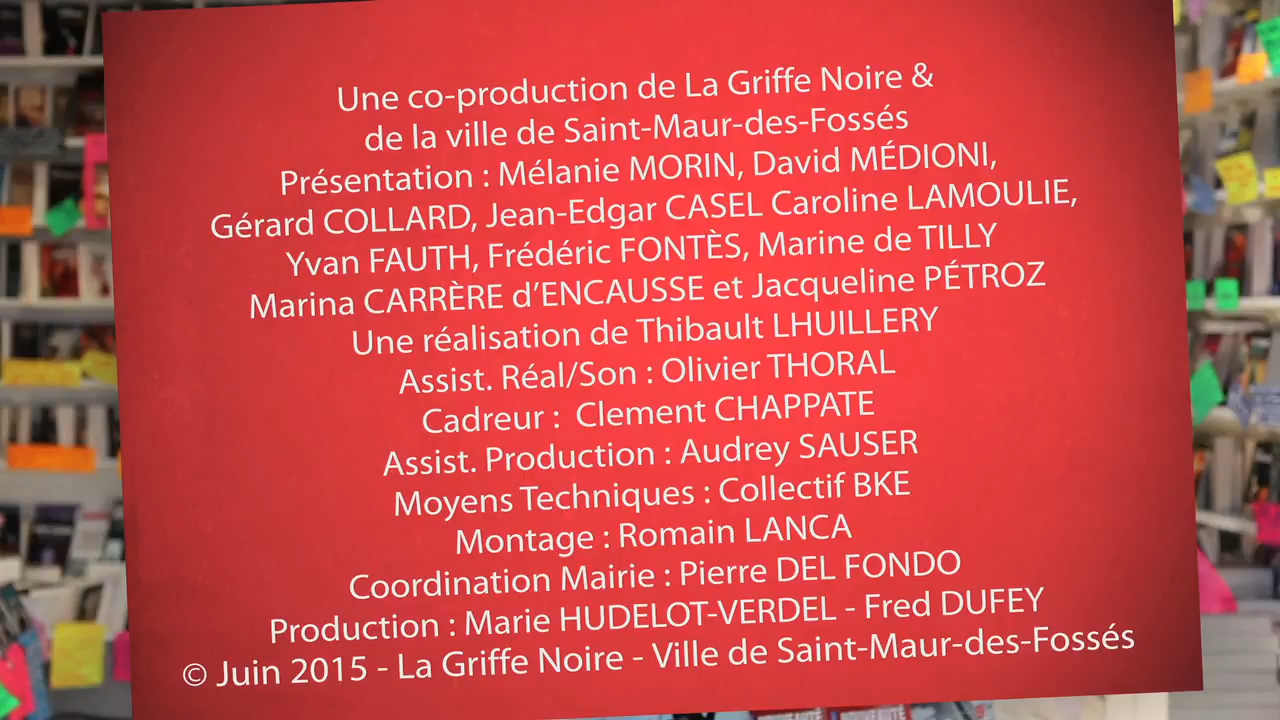 Une co-production de La Griffe Noire &
de la ville de Saint-Maur-des-Fossés
Présentation : Mélanie MORIN, David MÉDIONI,
Gérard COLLARD, Jean-Edgar CASEL Caroline LAMOULIE,
Yvan FAUTH, Frédéric FONTÈS, Marine de TILLY
Marina CARRÈRE d'ENCAUSSE et Jacqueline PÉTROZ
Une réalisation de Thibault LHUILLERY
Assist. Réal/Son : Olivier THORAL
Cadreur :  Clement CHAPPATE
Assist. Production : Audrey SAUSER
Moyens Techniques : Collectif BKE
Montage : Romain LANCA
Coordination Mairie : Pierre DEL FONDO
Production : Marie HUDELOT-VERDEL - Fred DUFEY
© Juin 2015 - La Griffe Noire - Ville de Saint-Maur-des-Fossés